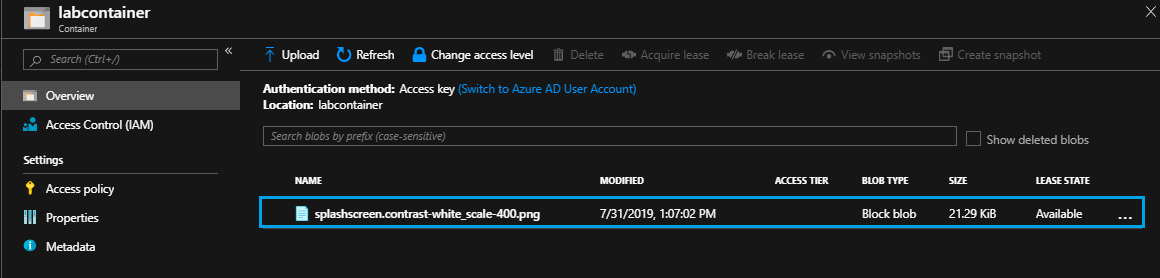 labcontainer
Container
Search (Ctrl+/)
«
Overview
Access Control (IAM)
Settings
Access policy
Properties
Metadata
Upload Refresh Change access level Delete Acquire lease Break lease View snapshots Create snapshot
Authentication method: Access key (Switch to Azure AD User Account)
Location: labcontainer
Search blobs by prefix (case-sensitive)
Show deleted blobs
NAME MODIFIED ACCESS TIER BLOB TYPE SIZE LEASE STATE
splashscreen.contrast-white_scale-400.png 7/31/2019, 1:07:02 PM Block blob 21.29 KiB Available ...